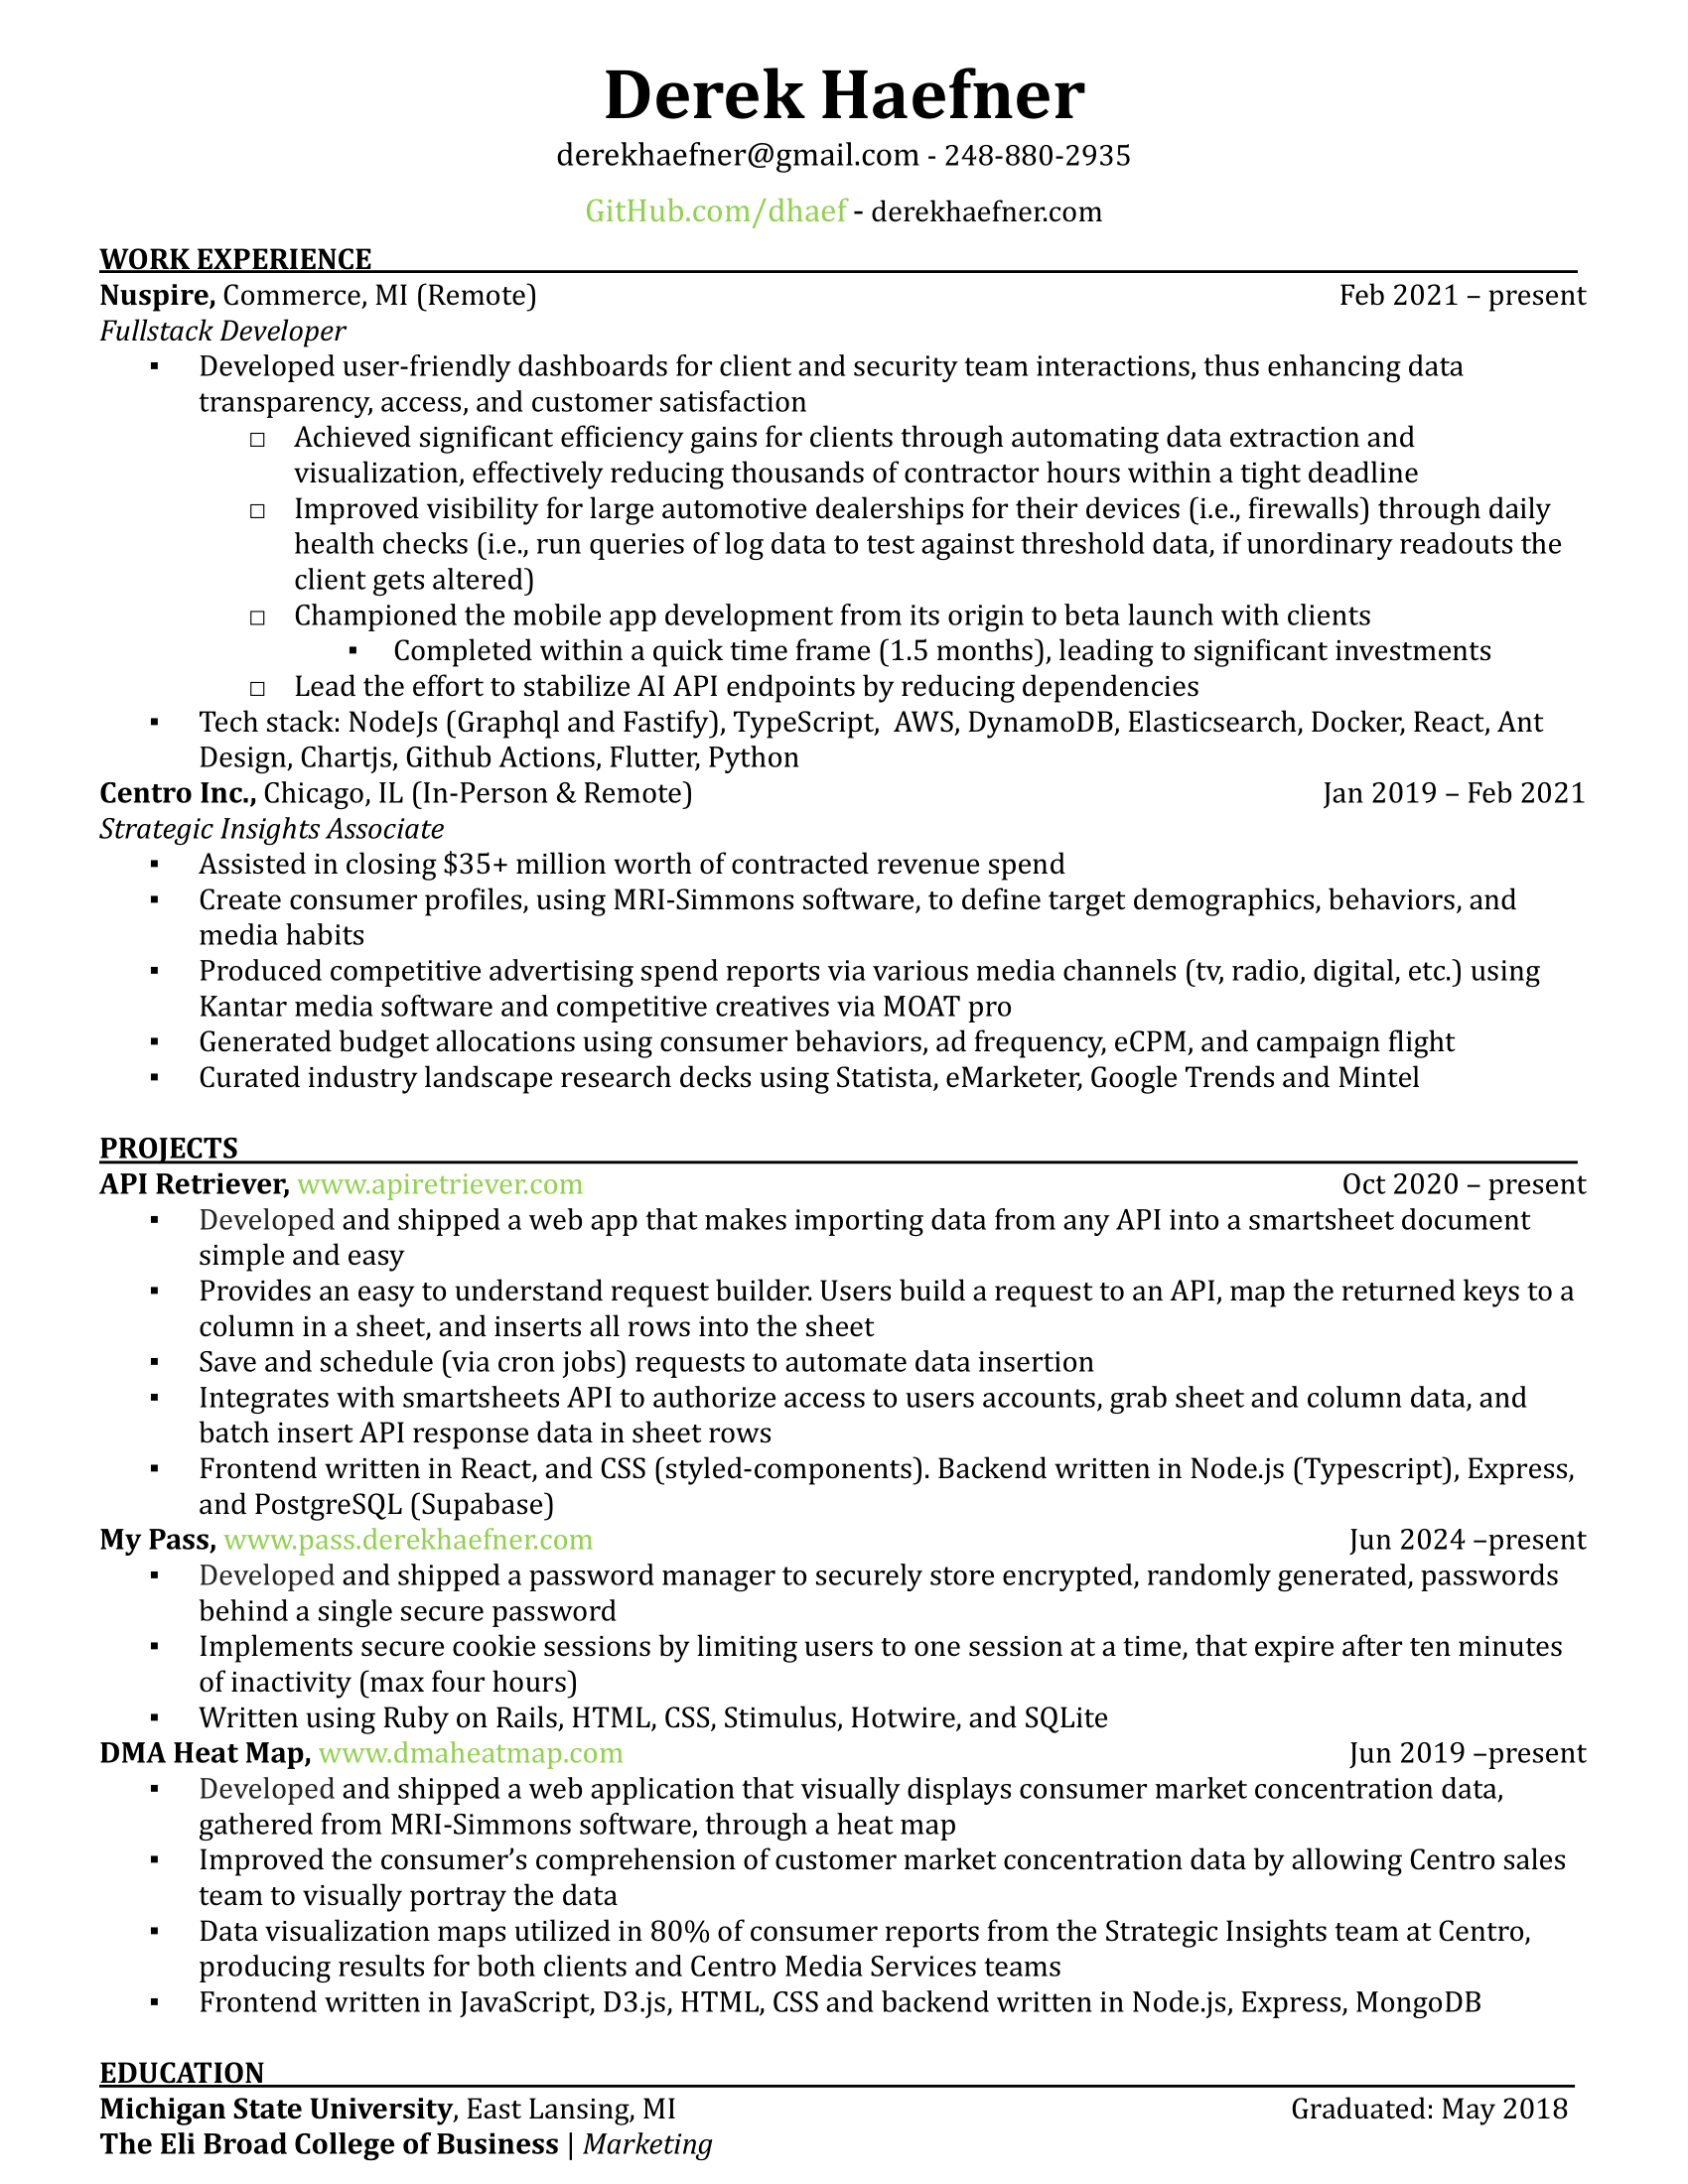 Derek Haefner
derekhaefner@gmail.com - 248-880-2935
GitHub.com/dhaef - derekhaefner.com
WORK EXPERIENCE
Nuspire, Commerce, MI (Remote) Feb 2021 – present
Fullstack Developer
▪ Developed user-friendly dashboards for client and security team interactions, thus enhancing data
transparency, access, and customer satisfaction
□ Achieved significant efficiency gains for clients through automating data extraction and
visualization, effectively reducing thousands of contractor hours within a tight deadline
□ Improved visibility for large automotive dealerships for their devices (i.e., firewalls) through daily
health checks (i.e., run queries of log data to test against threshold data, if unordinary readouts the
client gets altered)
□ Championed the mobile app development from its origin to beta launch with clients
▪ Completed within a quick time frame (1.5 months), leading to significant investments
□ Lead the effort to stabilize AI API endpoints by reducing dependencies
▪ Tech stack: NodeJs (Graphql and Fastify), TypeScript,  AWS, DynamoDB, Elasticsearch, Docker, React, Ant
Design, Chartjs, Github Actions, Flutter, Python
Centro Inc., Chicago, IL (In-Person & Remote) Jan 2019 – Feb 2021
Strategic Insights Associate
▪ Assisted in closing $35+ million worth of contracted revenue spend
▪ Create consumer profiles, using MRI-Simmons software, to define target demographics, behaviors, and
media habits
▪ Produced competitive advertising spend reports via various media channels (tv, radio, digital, etc.) using
Kantar media software and competitive creatives via MOAT pro
▪ Generated budget allocations using consumer behaviors, ad frequency, eCPM, and campaign flight
▪ Curated industry landscape research decks using Statista, eMarketer, Google Trends and Mintel
PROJECTS
API Retriever, www.apiretriever.com Oct 2020 – present
▪ Developed and shipped a web app that makes importing data from any API into a smartsheet document
simple and easy
▪ Provides an easy to understand request builder. Users build a request to an API, map the returned keys to a
column in a sheet, and inserts all rows into the sheet
▪ Save and schedule (via cron jobs) requests to automate data insertion
▪ Integrates with smartsheets API to authorize access to users accounts, grab sheet and column data, and
batch insert API response data in sheet rows
▪ Frontend written in React, and CSS (styled-components). Backend written in Node.js (Typescript), Express,
and PostgreSQL (Supabase)
My Pass, www.pass.derekhaefner.com Jun 2024 –present
▪ Developed and shipped a password manager to securely store encrypted, randomly generated, passwords
behind a single secure password
▪ Implements secure cookie sessions by limiting users to one session at a time, that expire after ten minutes
of inactivity (max four hours)
▪ Written using Ruby on Rails, HTML, CSS, Stimulus, Hotwire, and SQLite
DMA Heat Map, www.dmaheatmap.com Jun 2019 –present
▪ Developed and shipped a web application that visually displays consumer market concentration data,
gathered from MRI-Simmons software, through a heat map
▪ Improved the consumer’s comprehension of customer market concentration data by allowing Centro sales
team to visually portray the data
▪ Data visualization maps utilized in 80% of consumer reports from the Strategic Insights team at Centro,
producing results for both clients and Centro Media Services teams
▪ Frontend written in JavaScript, D3.js, HTML, CSS and backend written in Node.js, Express, MongoDB
EDUCATION
Michigan State University, East Lansing, MI Graduated: May 2018
The Eli Broad College of Business | Marketing